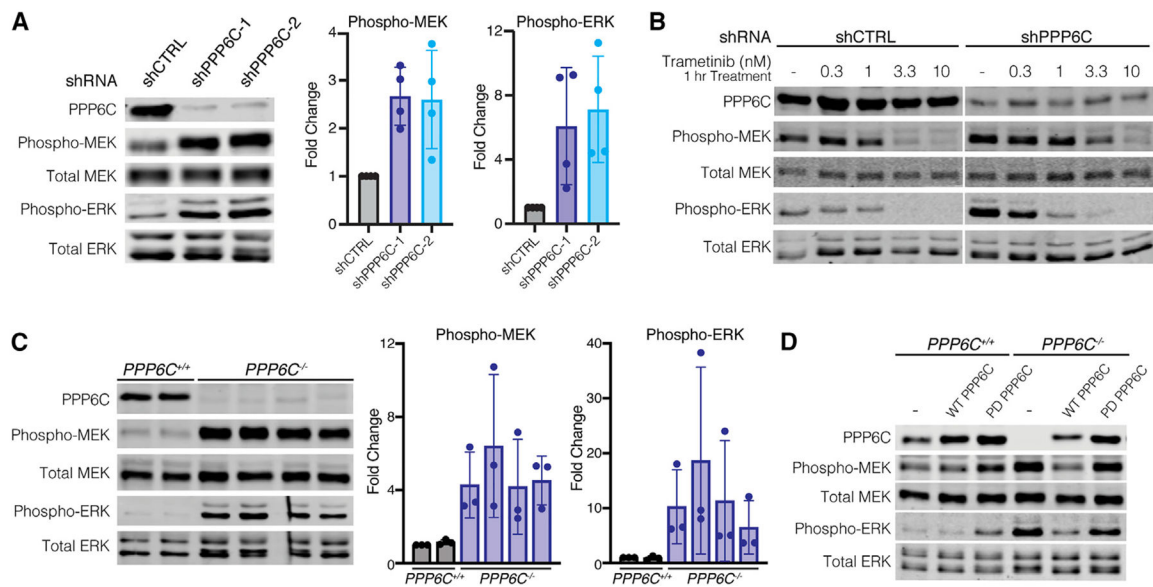 A
shRNA
shCTRL
shPPP6C-1
shPPP6C-2
PPP6C
Phospho-MEK
Total MEK
Phospho-ERK
Total ERK
Phospho-MEK
Fold Change
4
3
2
1
0
shCTRL
shPPP6C-1
shPPP6C-2
Phospho-ERK
Fold Change
12
8
4
0
shCTRL
shPPP6C-1
shPPP6C-2
B
shRNA shCTRL shPPP6C
Trametinib (nM) - 0.3 1 3.3 10 - 0.3 1 3.3 10
1 hr Treatment
PPP6C
Phospho-MEK
Total MEK
Phospho-ERK
Total ERK
C
PPP6C+/+ PPP6C-/-
PPP6C
Phospho-MEK
Total MEK
Phospho-ERK
Total ERK
Phospho-MEK
Fold Change
12
8
4
0
PPP6C+/+ PPP6C-/-
Phospho-ERK
Fold Change
40
30
20
10
0
PPP6C+/+ PPP6C-/-
D
PPP6C+/+ PPP6C-/-
- WT PPP6C PD PPP6C - WT PPP6C PD PPP6C
PPP6C
Phospho-MEK
Total MEK
Phospho-ERK
Total ERK